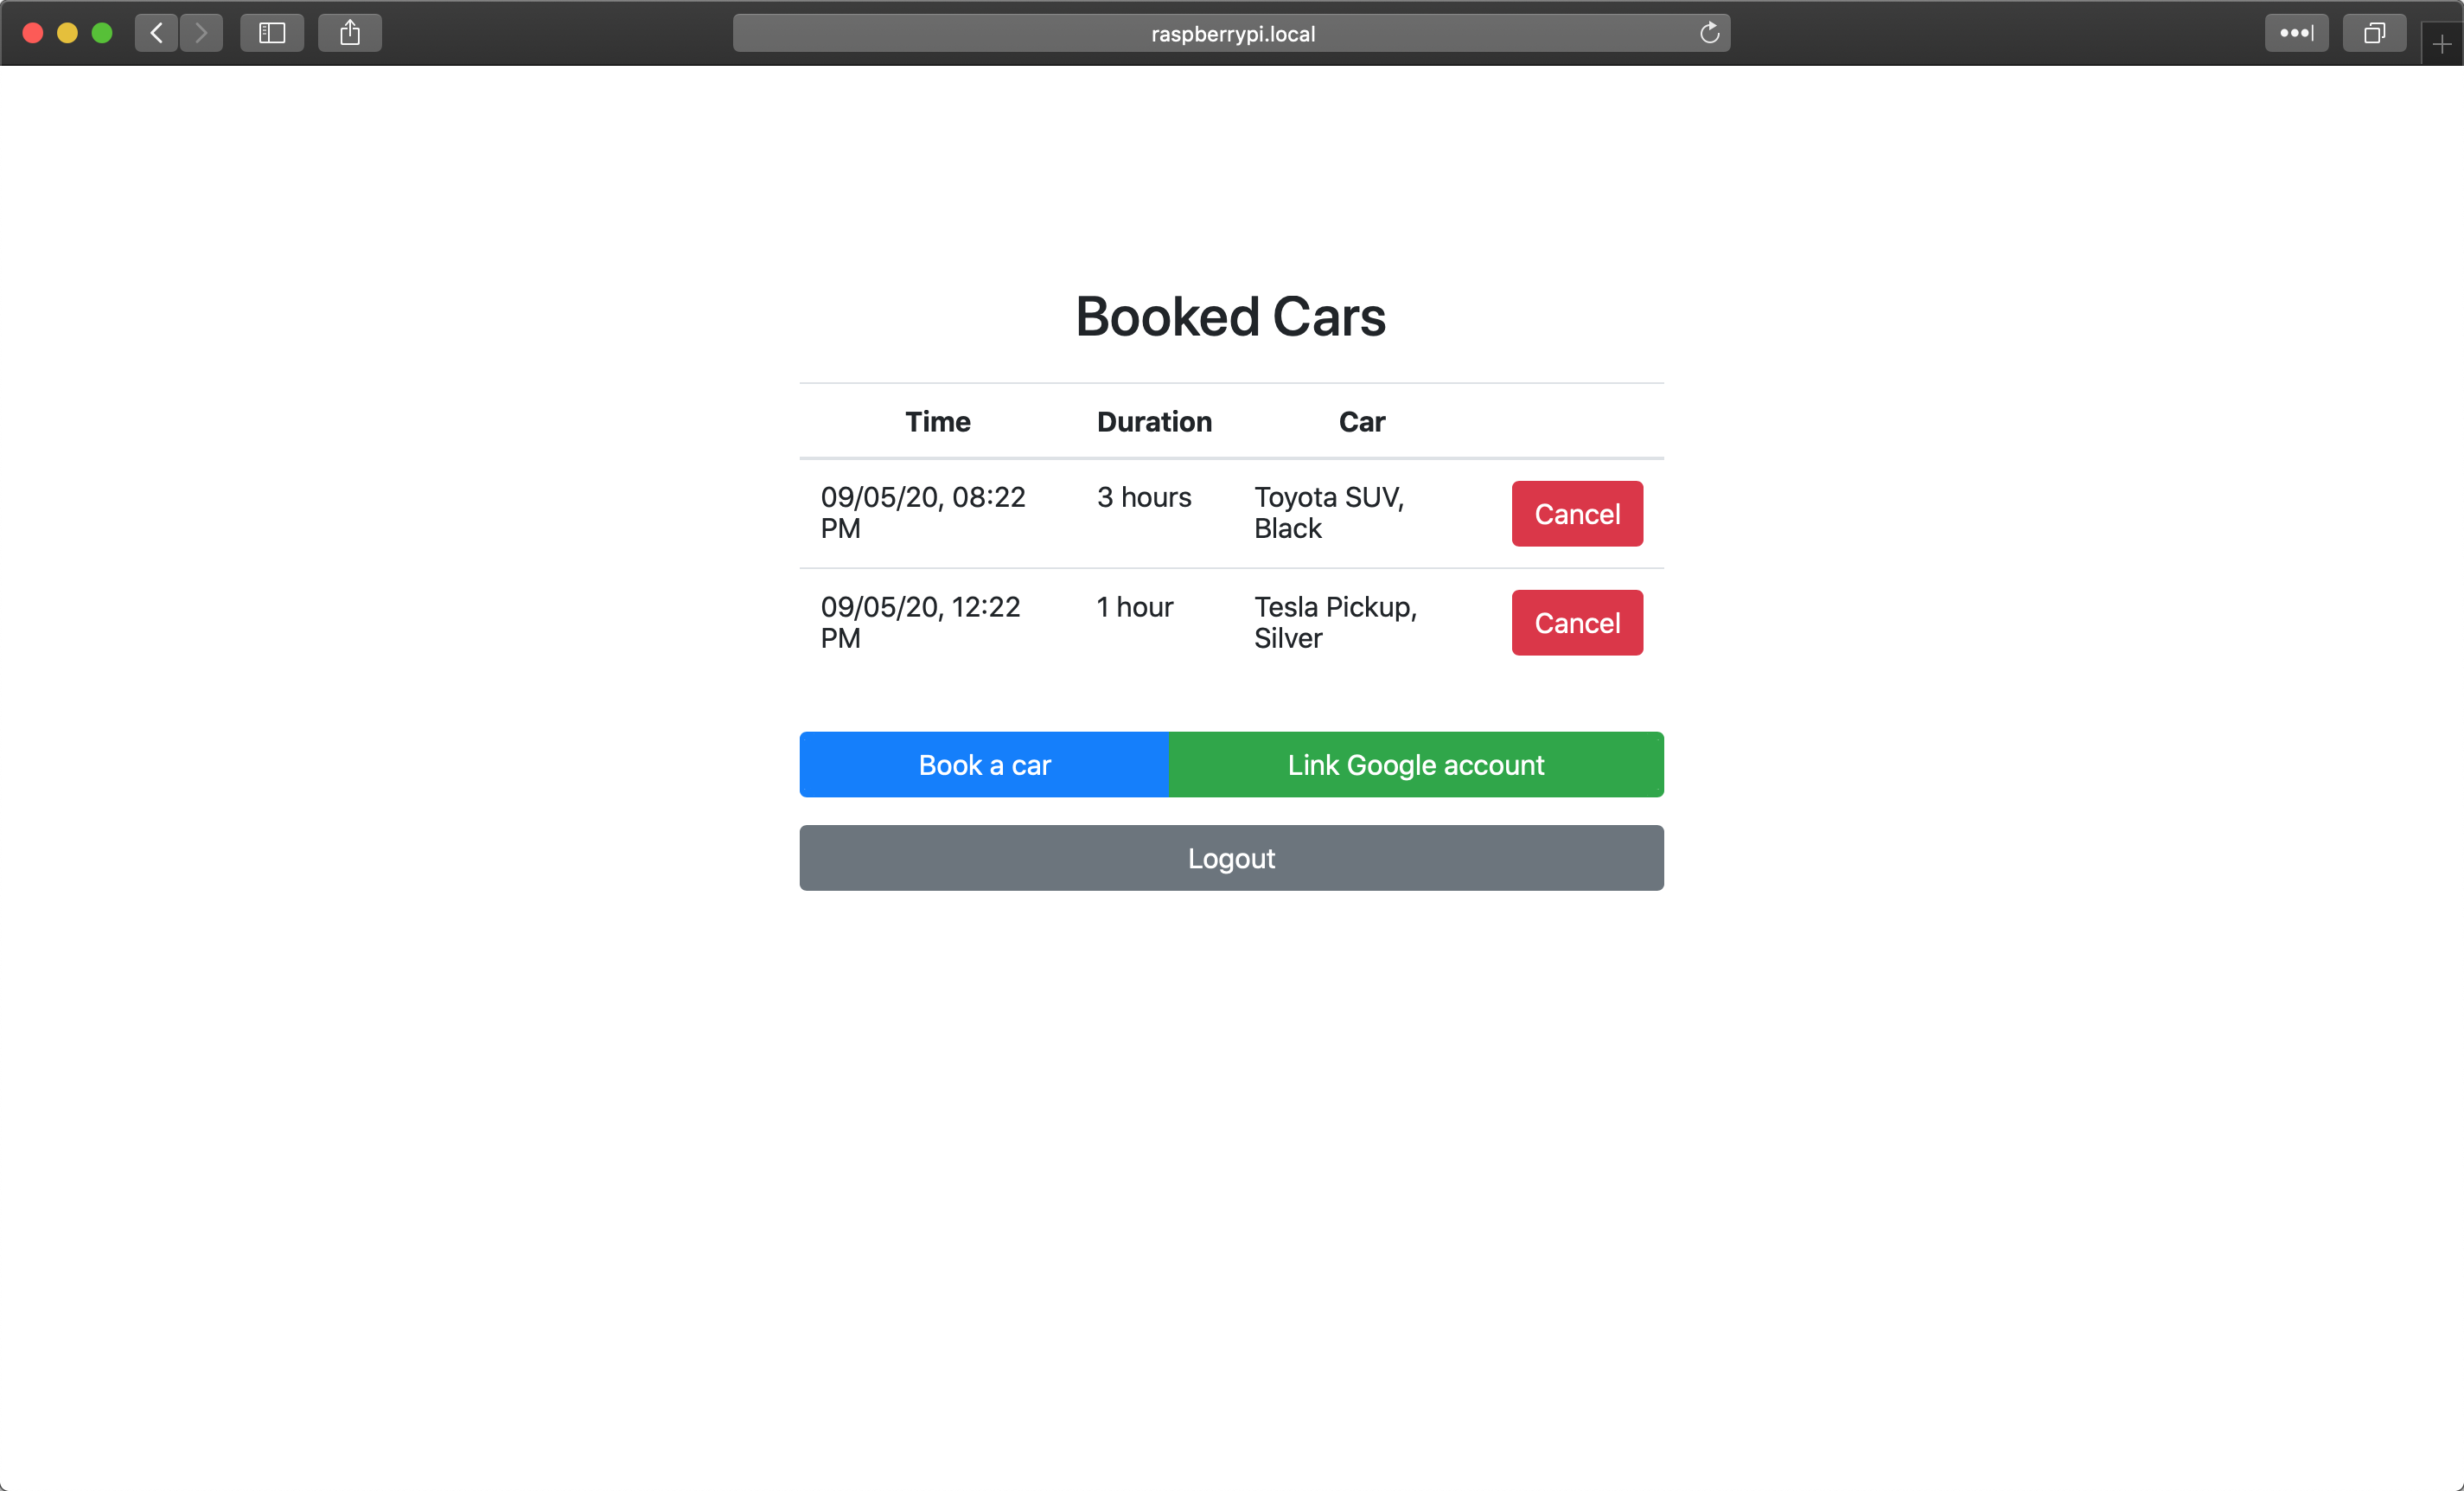 raspberrypi.local
Booked Cars
Time Duration Car
09/05/20, 08:22 3 hours Toyota SUV, Cancel
PM Black
09/05/20, 12:22 1 hour Tesla Pickup, Cancel
PM Silver
Book a car Link Google account
Logout